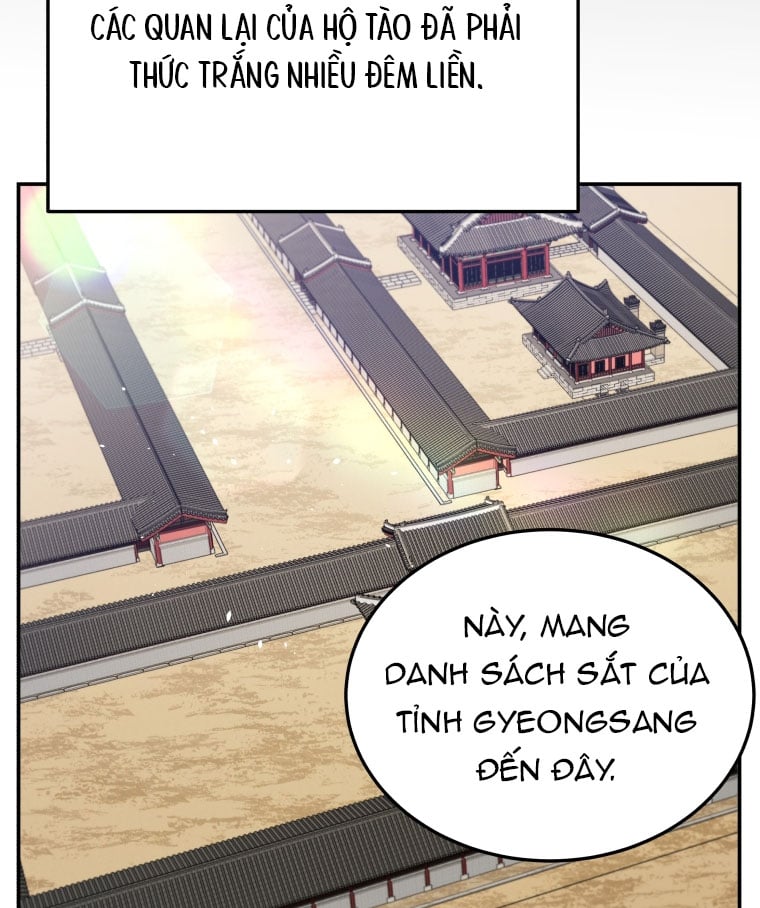 CÁC QUAN LẠI CỦA HỘ TÀO ĐÃ PHẢI
THỨC TRẮNG NHIỀU ĐÊM LIỀN.
NÀY, MANG
DANH SÁCH SẮT CỦA
TỈNH GYEONGSANG
ĐẾN ĐÂY.